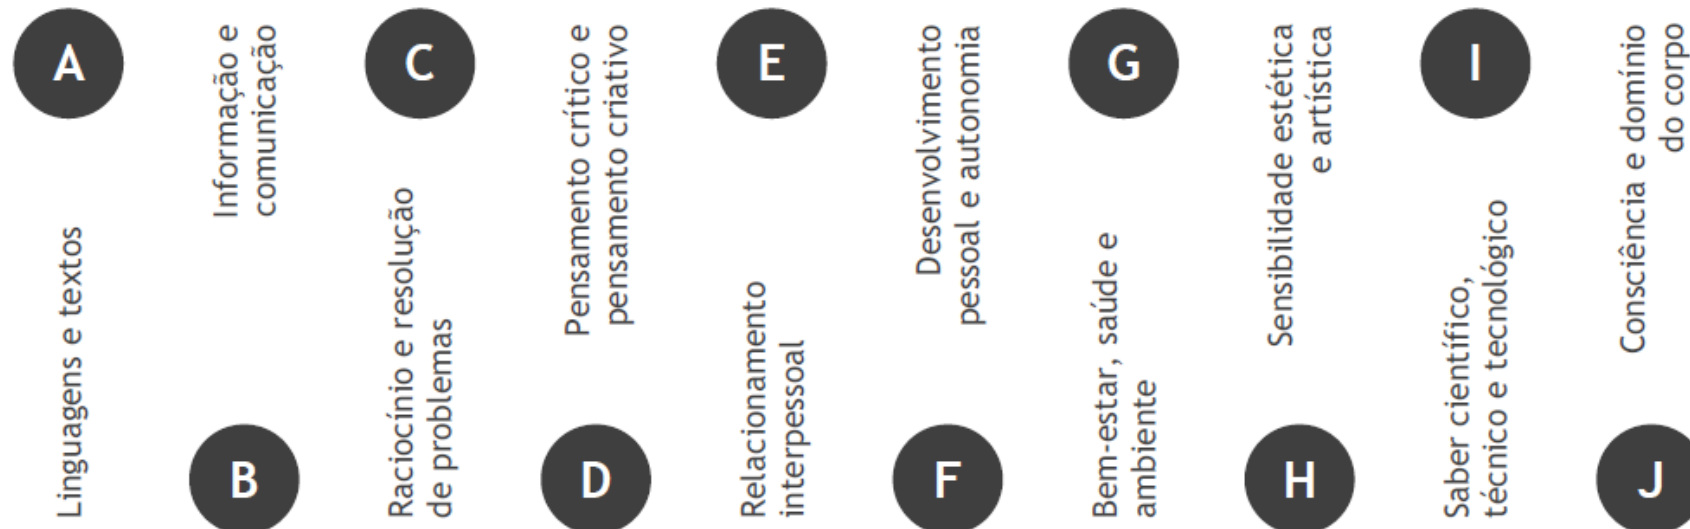 A
Linguagens e textos
B
Informação e
comunicação
C
Raciocínio e resolução
de problemas
D
Pensamento crítico e
pensamento criativo
E
Relacionamento
interpessoal
F
Desenvolvimento
pessoal e autonomia
G
Bem-estar, saúde e
ambiente
H
Sensibilidade estética
e artística
I
Saber científico,
técnico e tecnológico
J
Consciência e domínio
do corpo